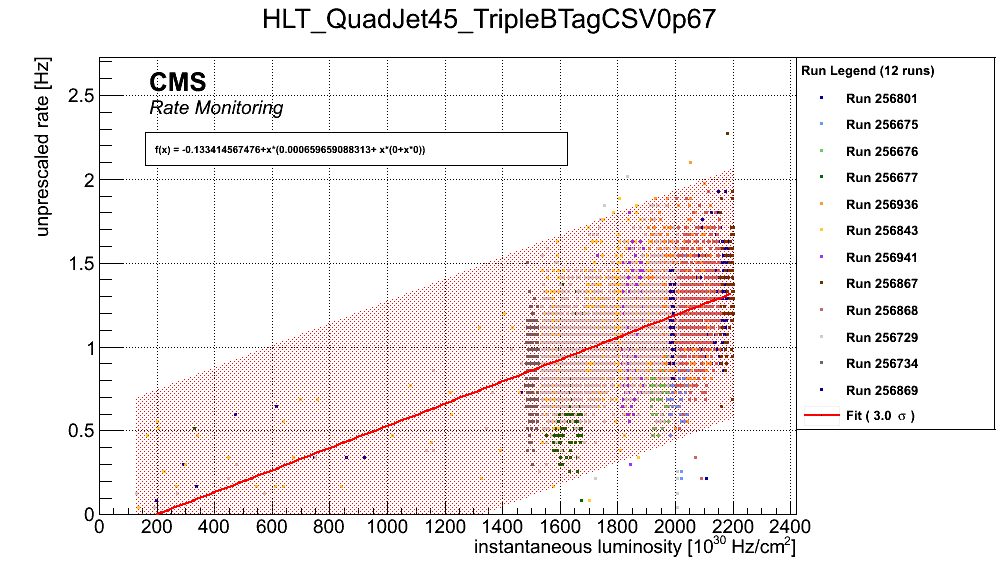 HLT_QuadJet45_TripleBTagCSV0p67
unprescaled rate [Hz]
CMS
Rate Monitoring
f(x) = -0.133414567476+x*(0.000659659088313+ x*(0+x*0))
2.5
2
1.5
1
0.5
0
0 200 400 600 800 1000 1200 1400 1600 1800 2000 2200 2400
instantaneous luminosity [10³⁰ Hz/cm²]
Run Legend (12 runs)
Run 256801
Run 256675
Run 256676
Run 256677
Run 256936
Run 256843
Run 256941
Run 256867
Run 256868
Run 256729
Run 256734
Run 256869
Fit ( 3.0 σ )